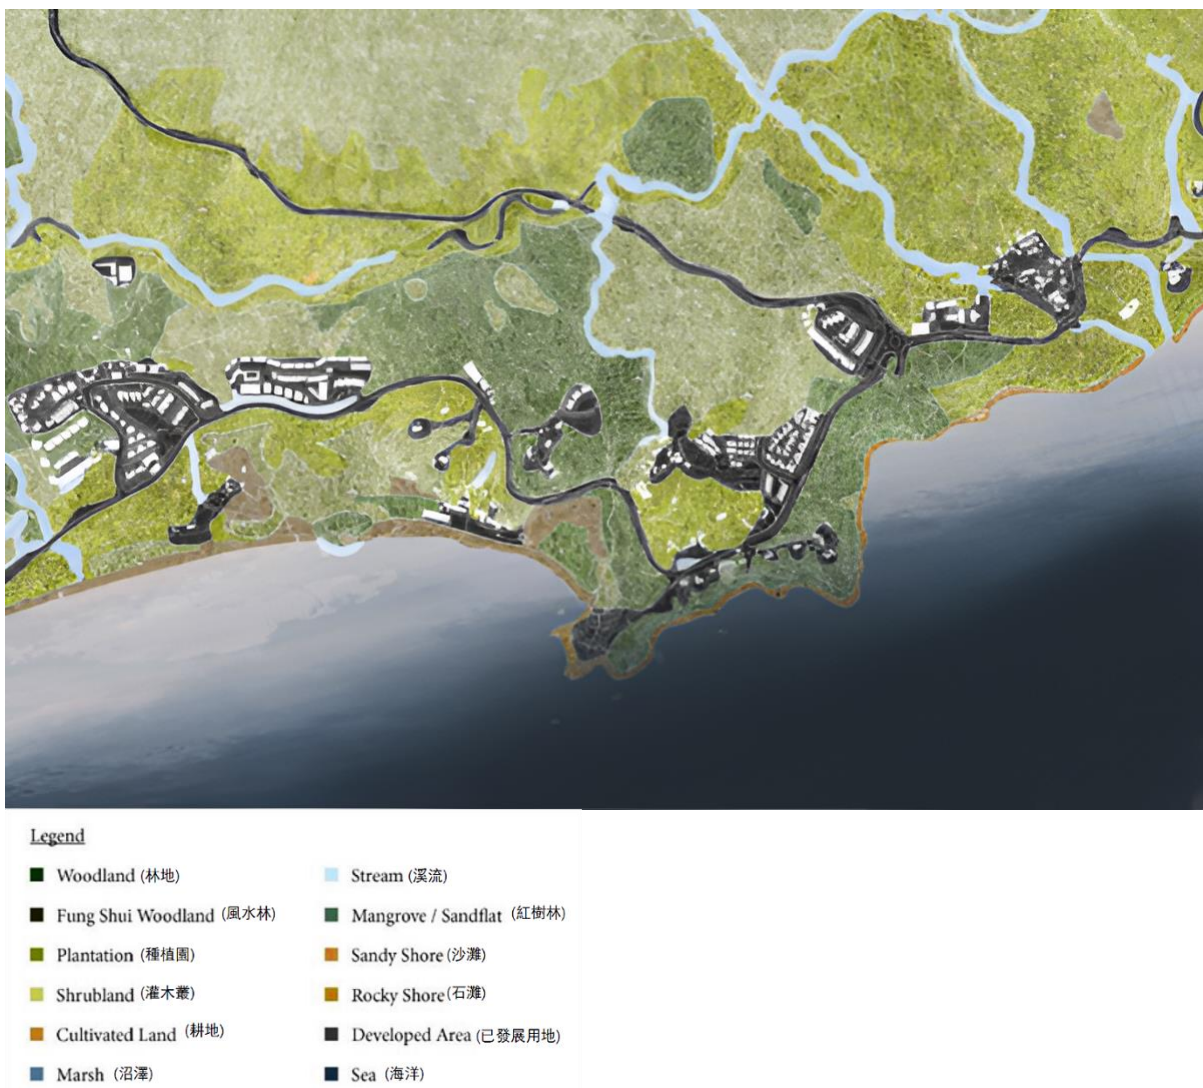 Legend
Woodland (林地)
Fung Shui Woodland (風水林)
Plantation (種植園)
Shrubland (灌木叢)
Cultivated Land (耕地)
Marsh (沼澤)
Stream (溪流)
Mangrove / Sandflat (紅樹林)
Sandy Shore (沙灘)
Rocky Shore (石灘)
Developed Area (已發展用地)
Sea (海洋)